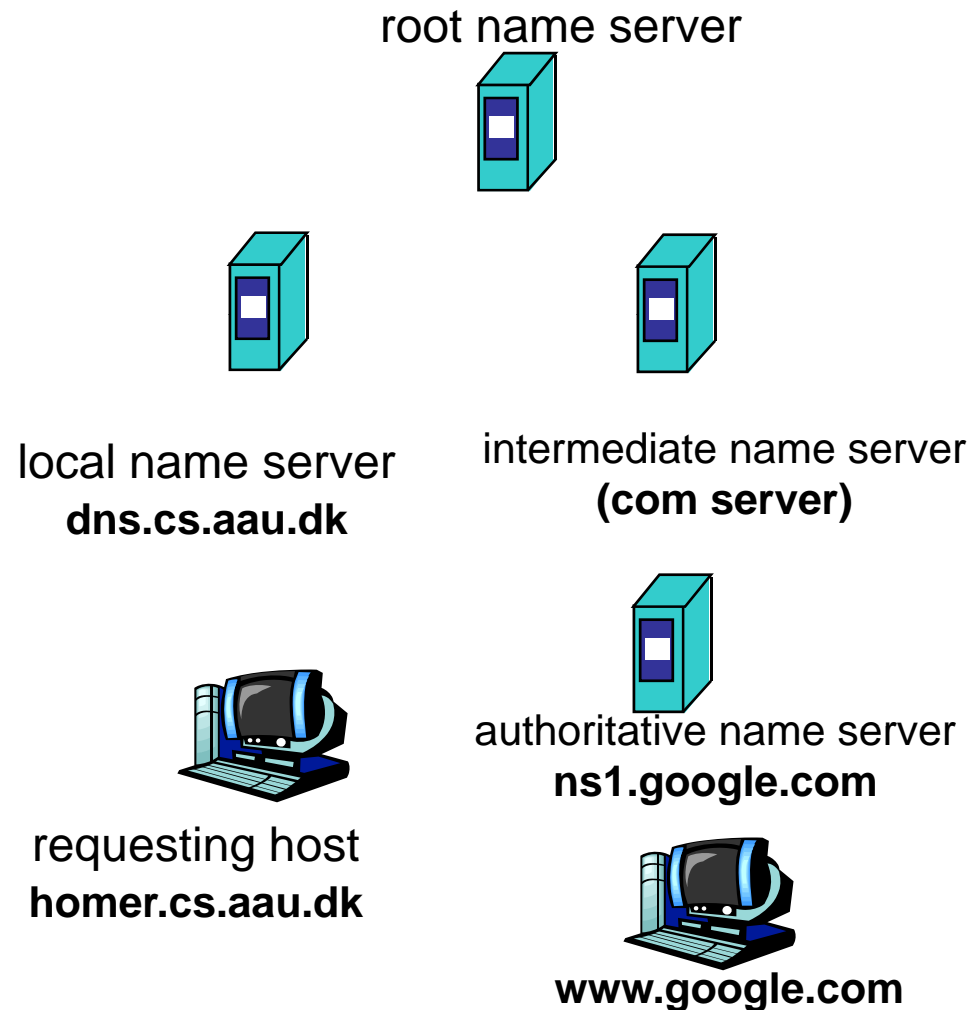 root name server
local name server
dns.cs.aau.dk
intermediate name server
(com server)
authoritative name server
ns1.google.com
requesting host
homer.cs.aau.dk
www.google.com